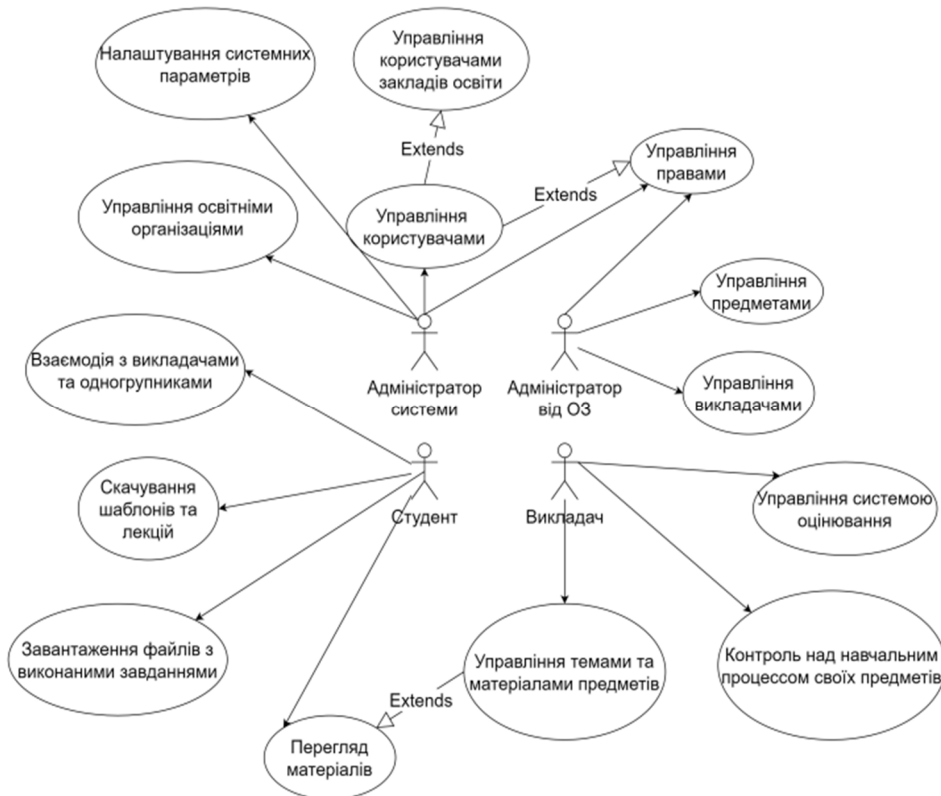 Налаштування системних
параметрів
Управління
користувачами
закладів освіти
Extends
Управління
правами
Extends
Управління освітніми
організаціями
Управління
користувачами
Управління
предметами
Взаємодія з викладачами
та одногрупниками
Адміністратор
системи
Адміністратор
від ОЗ
Управління
викладачами
Скачування
шаблонів та
лекцій
Студент
Викладач
Управління системою
оцінювання
Завантаження файлів з
виконаними завданнями
Управління темами та
матеріалами предметів
Контроль над навчальним
процессом своїх предметів
Extends
Перегляд
матеріалів